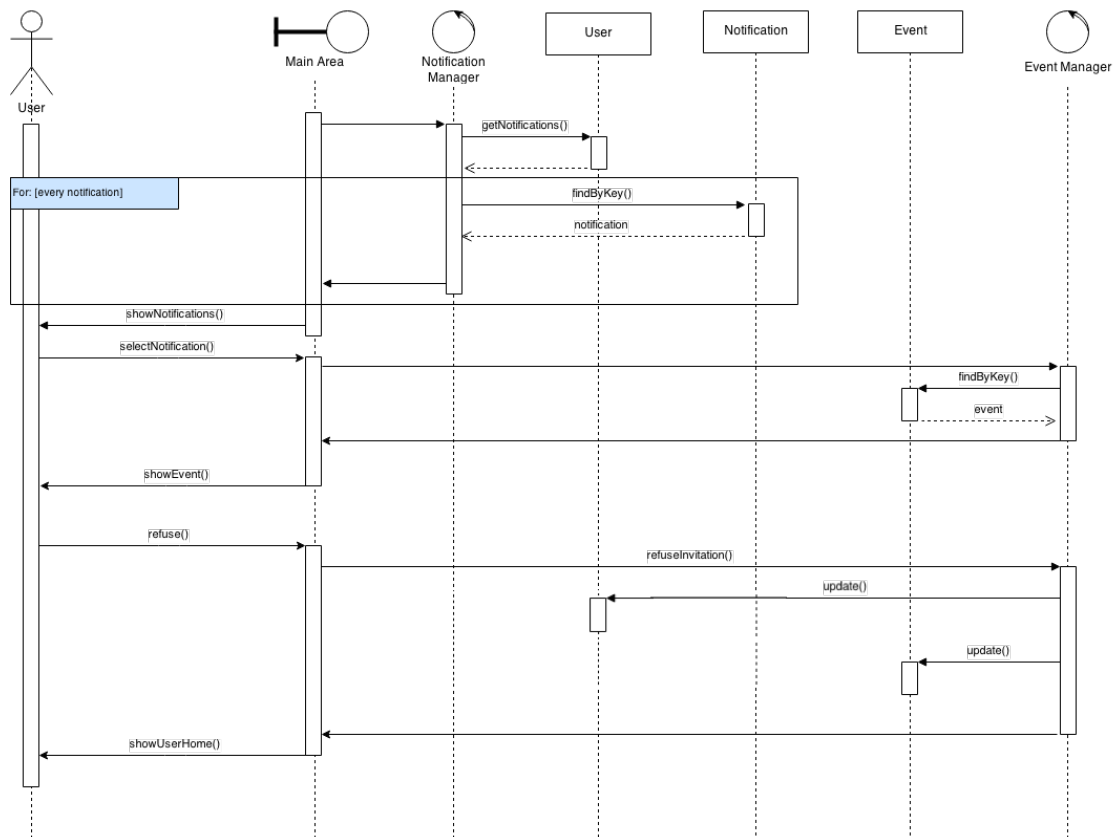 User
Notification
Event
Main Area
Notification
Manager
Event Manager
User
getNotifications()
For: [every notification]
findByKey()
notification
showNotifications()
selectNotification()
findByKey()
event
showEvent()
refuse()
refuseInvitation()
update()
update()
showUserHome()